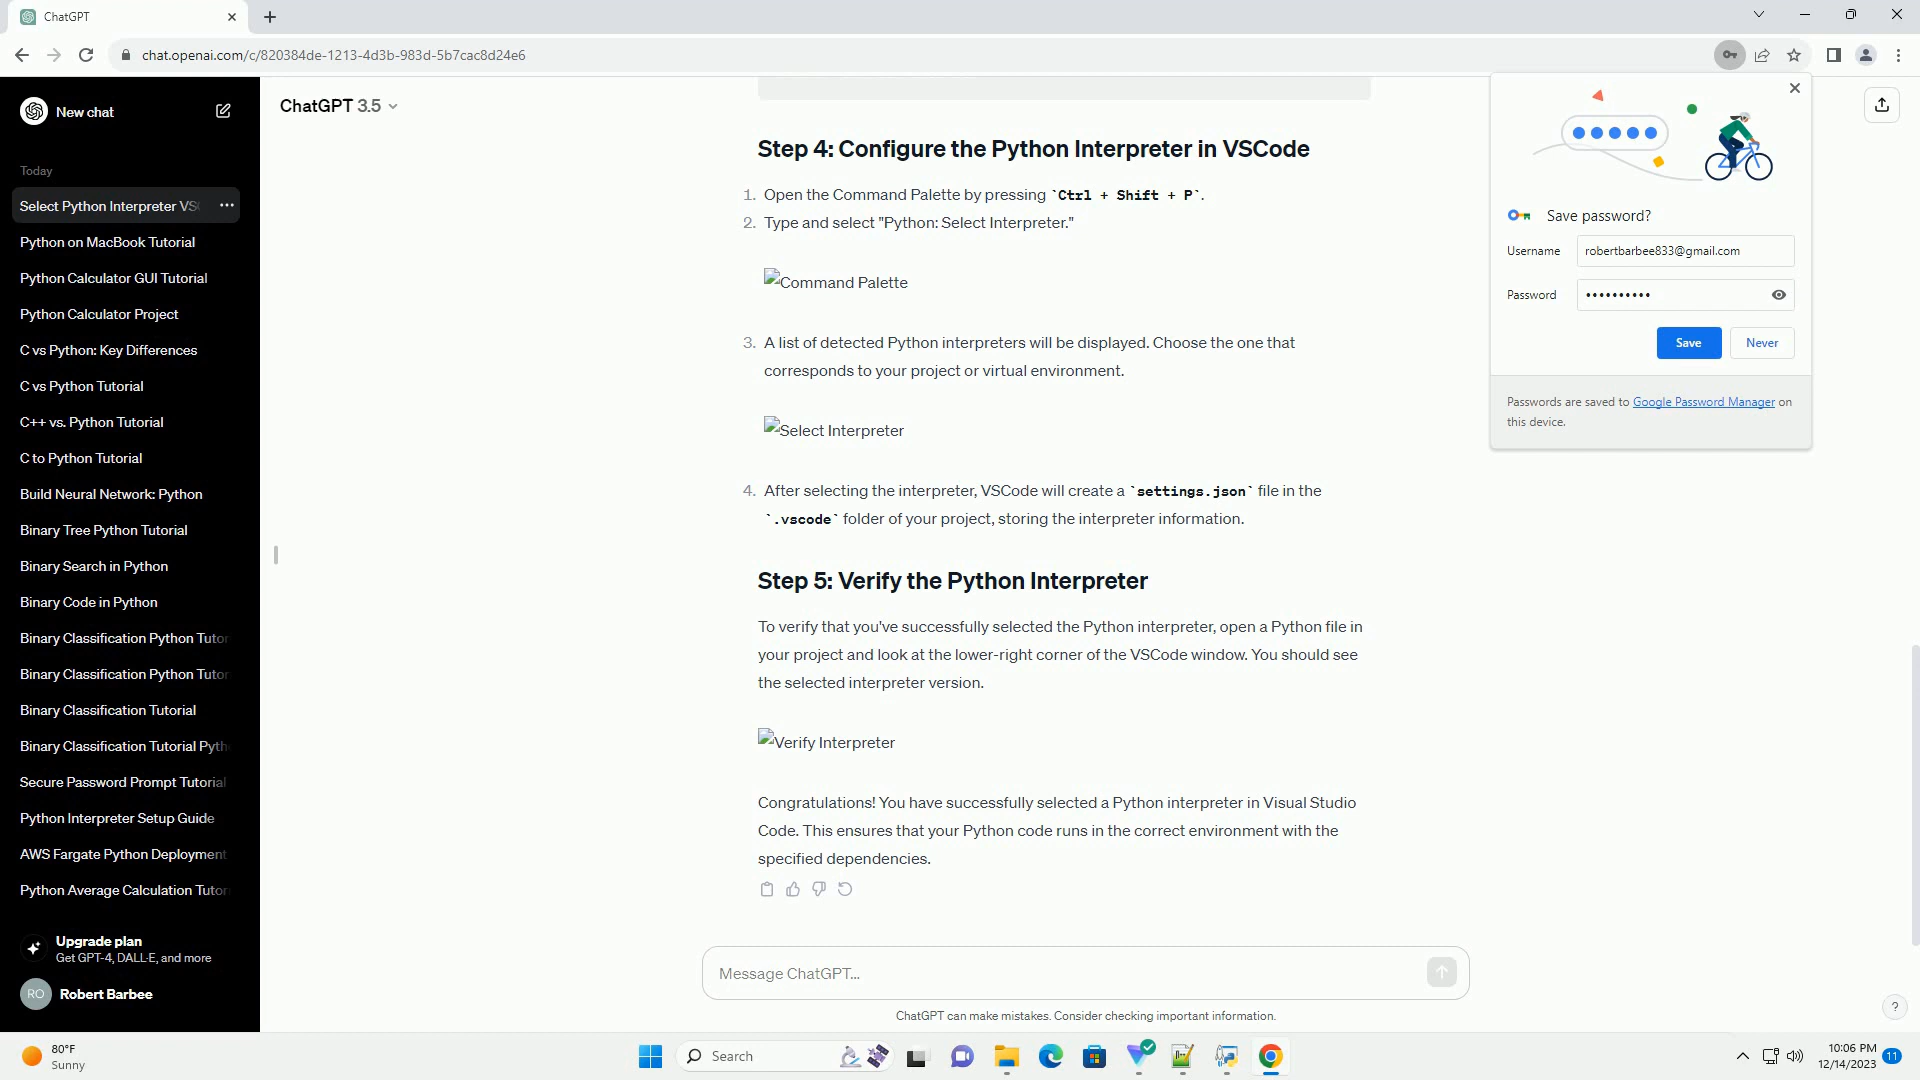 ChatGPT
chat.openai.com/c/820384de-1213-4d3b-983d-5b7cac8d24e6
New chat
Today
Select Python Interpreter VS
Python on MacBook Tutorial
Python Calculator GUI Tutorial
Python Calculator Project
C vs Python: Key Differences
C vs Python Tutorial
C++ vs. Python Tutorial
C to Python Tutorial
Build Neural Network: Python
Binary Tree Python Tutorial
Binary Search in Python
Binary Code in Python
Binary Classification Python Tutor
Binary Classification Python Tutor
Binary Classification Tutorial
Binary Classification Tutorial Pyth
Secure Password Prompt Tutorial
Python Interpreter Setup Guide
AWS Fargate Python Deployment
Python Average Calculation Tutor
Upgrade plan
Get GPT-4, DALL·E, and more
RO Robert Barbee
ChatGPT 3.5
Step 4: Configure the Python Interpreter in VSCode
1. Open the Command Palette by pressing `Ctrl + Shift + P`.
2. Type and select "Python: Select Interpreter."
Command Palette
3. A list of detected Python interpreters will be displayed. Choose the one that
corresponds to your project or virtual environment.
Select Interpreter
4. After selecting the interpreter, VSCode will create a `settings.json` file in the
`.vscode` folder of your project, storing the interpreter information.
Step 5: Verify the Python Interpreter
To verify that you've successfully selected the Python interpreter, open a Python file in
your project and look at the lower-right corner of the VSCode window. You should see
the selected interpreter version.
Verify Interpreter
Congratulations! You have successfully selected a Python interpreter in Visual Studio
Code. This ensures that your Python code runs in the correct environment with the
specified dependencies.
Message ChatGPT...
ChatGPT can make mistakes. Consider checking important information.
?
Save password?
Username robertbarbee833@gmail.com
Password ••••••••••
Save Never
Passwords are saved to Google Password Manager on
this device.
80°F
Sunny
Search
10:06 PM
12/14/2023
11